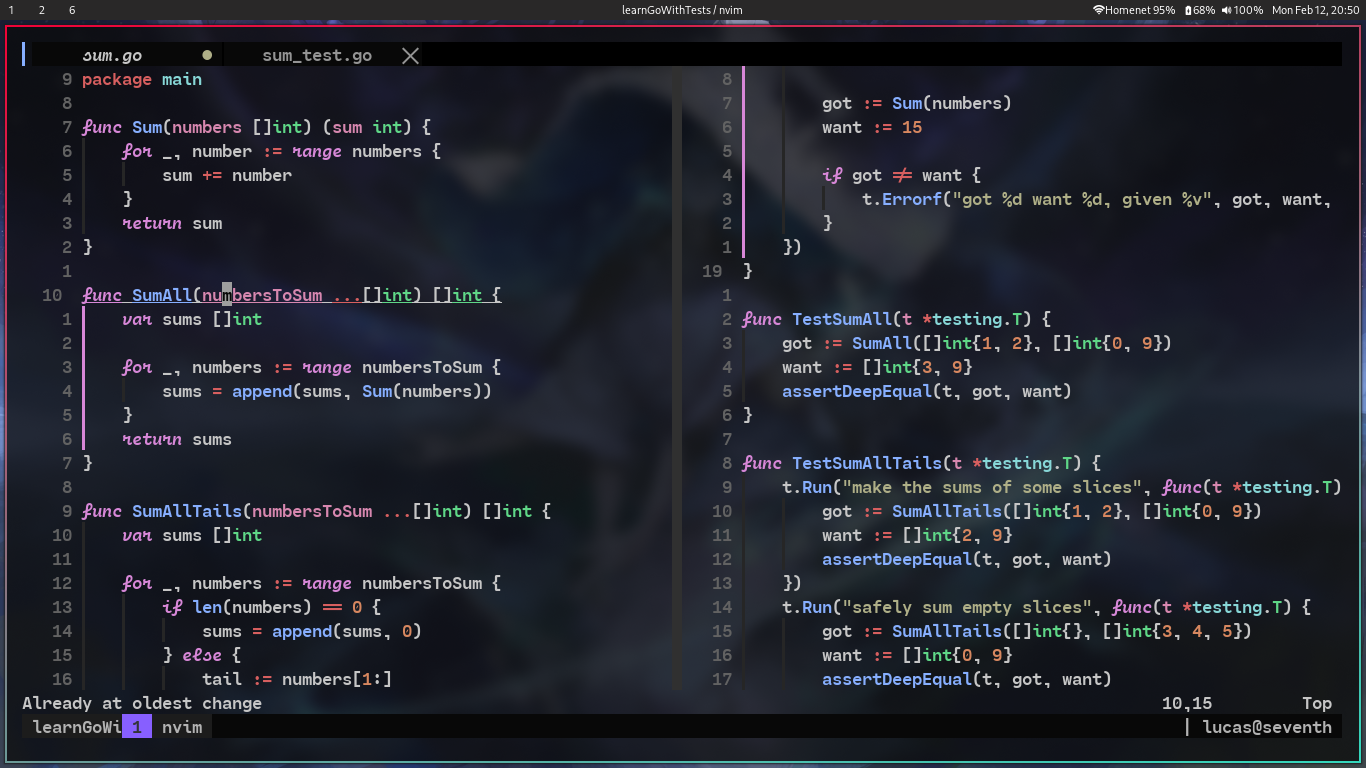 1 2 6 learnGoWithTests / nvim Homenet 95% 68% 100% Mon Feb 12, 20:50
sum.go sum_test.go
9 package main
8
7 func Sum(numbers []int) (sum int) {
6 for _, number := range numbers {
5 sum += number
4 }
3 return sum
2 }
1
10 func SumAll(numbersToSum ...[]int) []int {
1 var sums []int
2
3 for _, numbers := range numbersToSum {
4 sums = append(sums, Sum(numbers))
5 }
6 return sums
7 }
8
9 func SumAllTails(numbersToSum ...[]int) []int {
10 var sums []int
11
12 for _, numbers := range numbersToSum {
13 if len(numbers) == 0 {
14 sums = append(sums, 0)
15 } else {
16 tail := numbers[1:]
8
7 got := Sum(numbers)
6 want := 15
5
4 if got != want {
3 t.Errorf("got %d want %d, given %v", got, want,
2 }
1 })
19 }
1
2 func TestSumAll(t *testing.T) {
3 got := SumAll([]int{1, 2}, []int{0, 9})
4 want := []int{3, 9}
5 assertDeepEqual(t, got, want)
6 }
7
8 func TestSumAllTails(t *testing.T) {
9 t.Run("make the sums of some slices", func(t *testing.T)
10 got := SumAllTails([]int{1, 2}, []int{0, 9})
11 want := []int{2, 9}
12 assertDeepEqual(t, got, want)
13 })
14 t.Run("safely sum empty slices", func(t *testing.T) {
15 got := SumAllTails([]int{}, []int{3, 4, 5})
16 want := []int{0, 9}
17 assertDeepEqual(t, got, want)
Already at oldest change 10,15 Top
learnGoWi 1 nvim | lucas@seventh